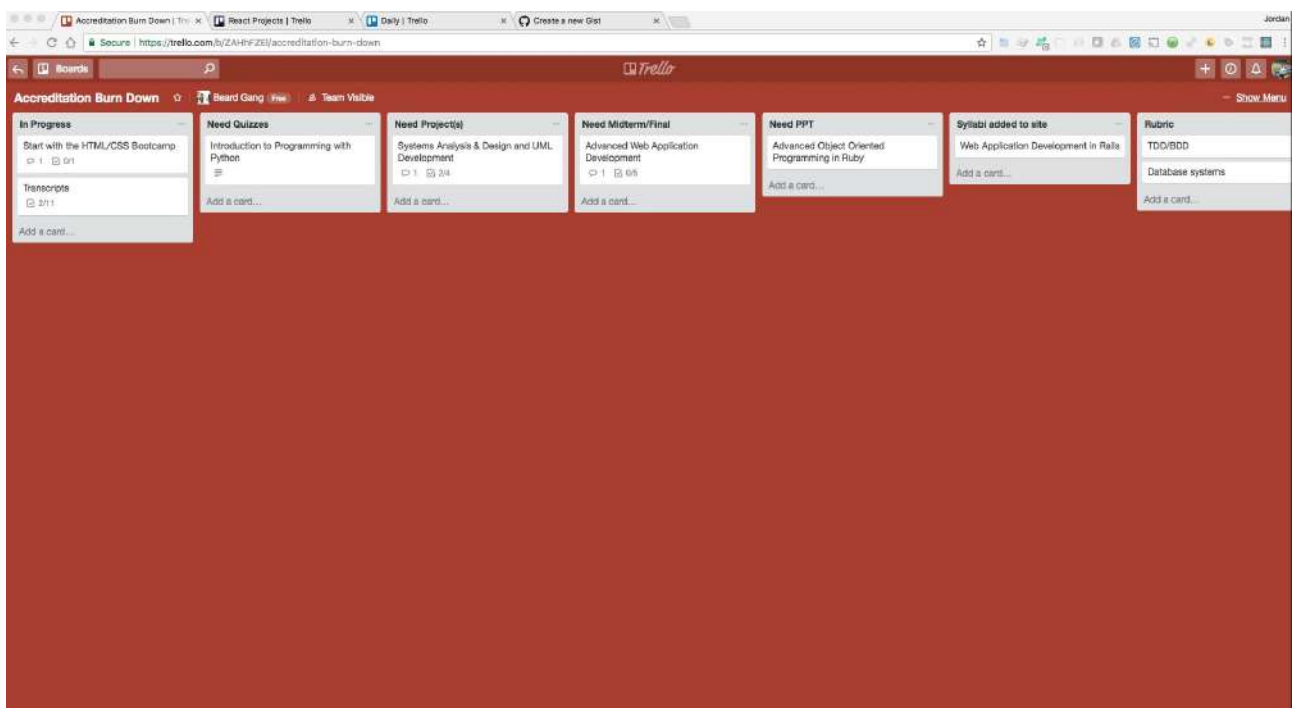 Accreditation Burn Down | Tre
React Projects | Trello
Daily | Trello
Create a new Gist
Jordan
Secure | https://trello.com/b/ZAHhFZEl/accreditation-burn-down
Boards
Trello
Accreditation Burn Down
Beard Gang Free
Team Visible
Show Menu
In Progress
Start with the HTML/CSS Bootcamp
1 0/1
Transcripts
2/11
Add a card...
Need Quizzes
Introduction to Programming with
Python
Add a card...
Need Project(s)
Systems Analysis & Design and UML
Development
1 2/4
Add a card...
Need Midterm/Final
Advanced Web Application
Development
1 0/5
Add a card...
Need PPT
Advanced Object Oriented
Programming in Ruby
Add a card...
Syllabi added to site
Web Application Development in Rails
Add a card...
Rubric
TDD/BDD
Database systems
Add a card...